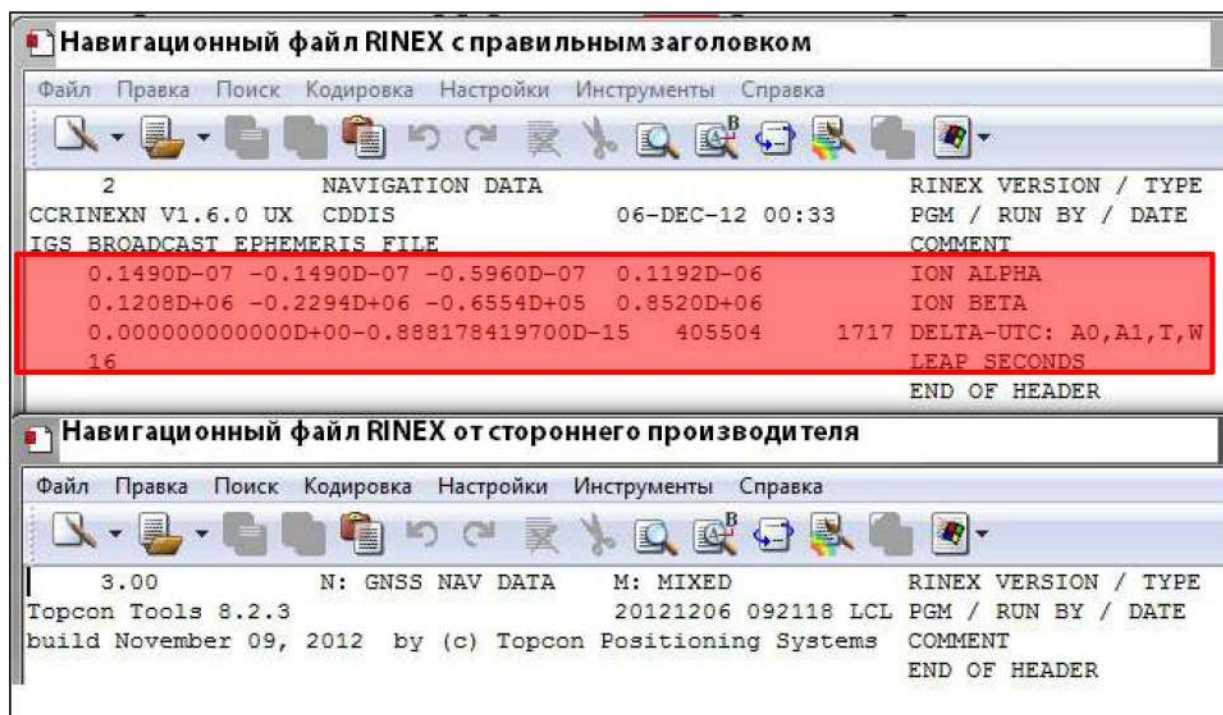 Навигационный файл RINEX с правильным заголовком
Файл Правка Поиск Кодировка Настройки Инструменты Справка
B
2 NAVIGATION DATA RINEX VERSION / TYPE
CCRINEXN V1.6.0 UX CDDIS 06-DEC-12 00:33 PGM / RUN BY / DATE
IGS BROADCAST EPHEMERIS FILE COMMENT
0.1490D-07 -0.1490D-07 -0.5960D-07 0.1192D-06 ION ALPHA
0.1208D+06 -0.2294D+06 -0.6554D+05 0.8520D+06 ION BETA
0.000000000000D+00-0.888178419700D-15 405504 1717 DELTA-UTC: A0,A1,T,W
16 LEAP SECONDS
END OF HEADER
Навигационный файл RINEX от стороннего производителя
Файл Правка Поиск Кодировка Настройки Инструменты Справка
B
3.00 N: GNSS NAV DATA M: MIXED RINEX VERSION / TYPE
Topcon Tools 8.2.3 20121206 092118 LCL PGM / RUN BY / DATE
build November 09, 2012 by (c) Topcon Positioning Systems COMMENT
END OF HEADER